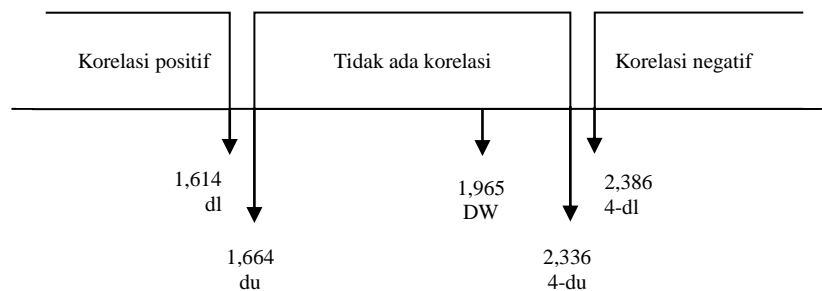 Korelasi positif
Tidak ada korelasi
Korelasi negatif
1,614
dl
1,965
DW
2,386
4-dl
1,664
du
2,336
4-du